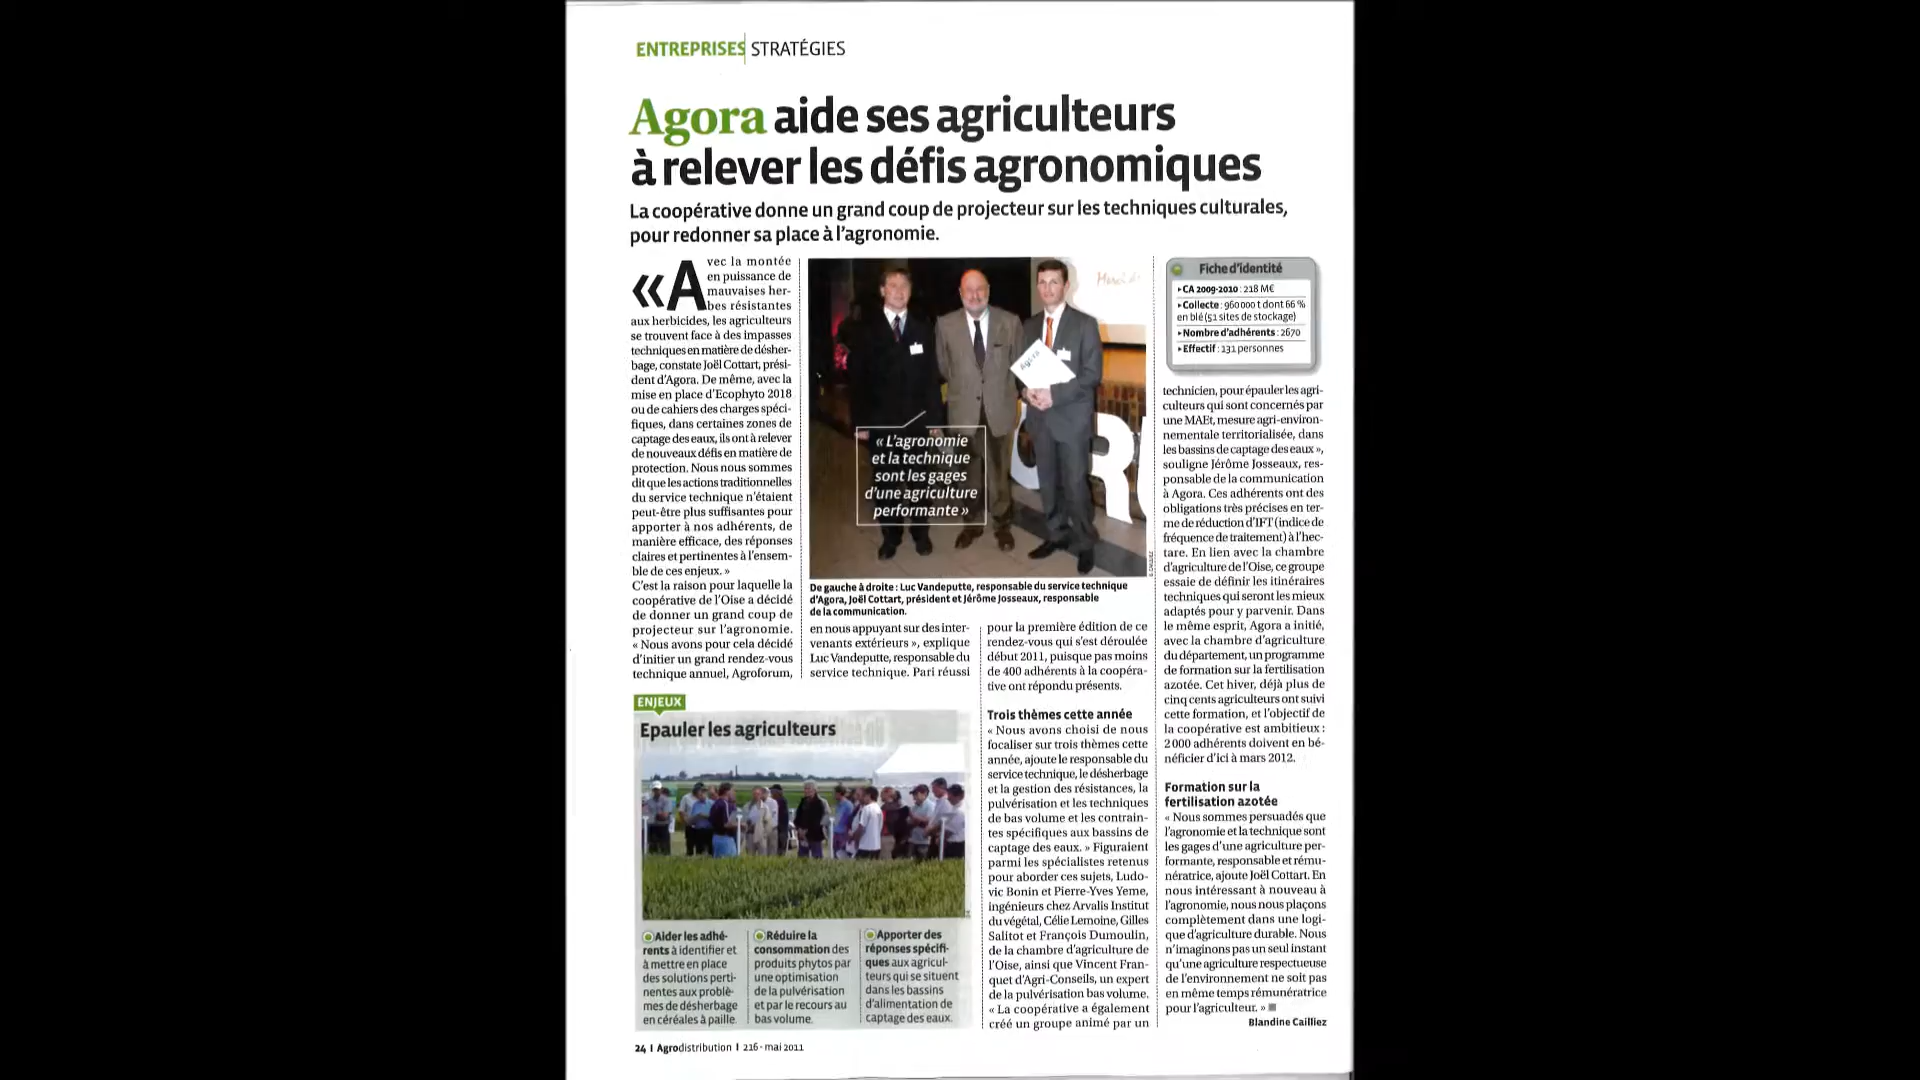 ENTREPRISES STRATÉGIES
Agora aide ses agriculteurs
à relever les défis agronomiques
La coopérative donne un grand coup de projecteur sur les techniques culturales,
pour redonner sa place à l'agronomie.
«A vec la montée
en puissance de
mauvaises her-
bes résistantes
aux herbicides, les agriculteurs
se trouvent face à des impasses
techniques en matière de désher-
bage, constate Joël Cottart, prési-
dent d'Agora. De même, avec la
mise en place d'Ecophyto 2018
ou de cahiers des charges spéci-
fiques, dans certaines zones de
captage des eaux, ils ont à relever
de nouveaux défis en matière de
protection. Nous nous sommes
dit que les actions traditionnelles
du service technique n'étaient
peut-être plus suffisantes pour
apporter à nos adhérents, de
manière efficace, des réponses
claires et pertinentes à l'ensem-
ble de ces enjeux. »
C'est la raison pour laquelle la
coopérative de l'Oise a décidé
de donner un grand coup de
projecteur sur l'agronomie.
« Nous avons pour cela décidé
d'initier un grand rendez-vous
technique annuel, Agroforum,
Agora
« L'agronomie
et la technique
sont les gages
d'une agriculture
performante »
De gauche à droite : Luc Vandeputte, responsable du service technique
d'Agora, Joël Cottart, président et Jérôme Josseaux, responsable
de la communication.
en nous appuyant sur des inter-
venants extérieurs », explique
Luc Vandeputte, responsable du
service technique. Pari réussi
pour la première édition de ce
rendez-vous qui s'est déroulée
début 2011, puisque pas moins
de 400 adhérents à la coopéra-
tive ont répondu présents.
Trois thèmes cette année
« Nous avons choisi de nous
focaliser sur trois thèmes cette
année, ajoute le responsable du
service technique, le désherbage
et la gestion des résistances, la
pulvérisation et les techniques
de bas volume et les contrain-
tes spécifiques aux bassins de
captage des eaux. » Figuraient
parmi les spécialistes retenus
pour aborder ces sujets, Ludo-
vic Bonin et Pierre-Yves Yeme,
ingénieurs chez Arvalis Institut
du végétal, Célie Lemoine, Gilles
Salitot et François Dumoulin,
de la chambre d'agriculture de
l'Oise, ainsi que Vincent Fran-
quet d'Agri-Conseils, un expert
de la pulvérisation bas volume.
« La coopérative a également
créé un groupe animé par un
Fiche d'identité
▸ CA 2009-2010 : 218 M€
▸ Collecte : 960 000 t dont 66 %
en blé (51 sites de stockage)
▸ Nombre d'adhérents : 2670
▸ Effectif : 131 personnes
technicien, pour épauler les agri-
culteurs qui sont concernés par
une MAEt, mesure agri-environ-
nementale territorialisée, dans
les bassins de captage des eaux »,
souligne Jérôme Josseaux, res-
ponsable de la communication
à Agora. Ces adhérents ont des
obligations très précises en ter-
me de réduction d'IFT (indice de
fréquence de traitement) à l'hec-
tare. En lien avec la chambre
d'agriculture de l'Oise, ce groupe
essaie de définir les itinéraires
techniques qui seront les mieux
adaptés pour y parvenir. Dans
le même esprit, Agora a initié,
avec la chambre d'agriculture
du département, un programme
de formation sur la fertilisation
azotée. Cet hiver, déjà plus de
cinq cents agriculteurs ont suivi
cette formation, et l'objectif de
la coopérative est ambitieux :
2 000 adhérents doivent en bé-
néficier d'ici à mars 2012.
Formation sur la
fertilisation azotée
« Nous sommes persuadés que
l'agronomie et la technique sont
les gages d'une agriculture per-
formante, responsable et rému-
nératrice, ajoute Joël Cottart. En
nous intéressant à nouveau à
l'agronomie, nous nous plaçons
complètement dans une logi-
que d'agriculture durable. Nous
n'imaginons pas un seul instant
qu'une agriculture respectueuse
de l'environnement ne soit pas
en même temps rémunératrice
pour l'agriculteur. »
Blandine Cailliez
ENJEUX
Epauler les agriculteurs
Aider les adhé-
rents à identifier et
à mettre en place
des solutions perti-
nentes aux problè-
mes de désherbage
en céréales à paille.
Réduire la
consommation des
produits phytos par
une optimisation
de la pulvérisation
et par le recours au
bas volume.
Apporter des
réponses spécifi-
ques aux agricul-
teurs qui se situent
dans les bassins
d'alimentation de
captage des eaux.
24 I Agrodistribution I 216 - mai 2011